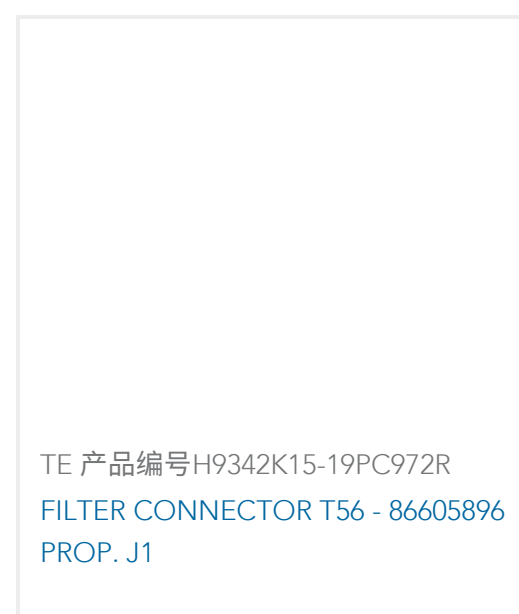 TE 产品编号H9342K15-19PC972R
FILTER CONNECTOR T56 - 86605896
PROP. J1